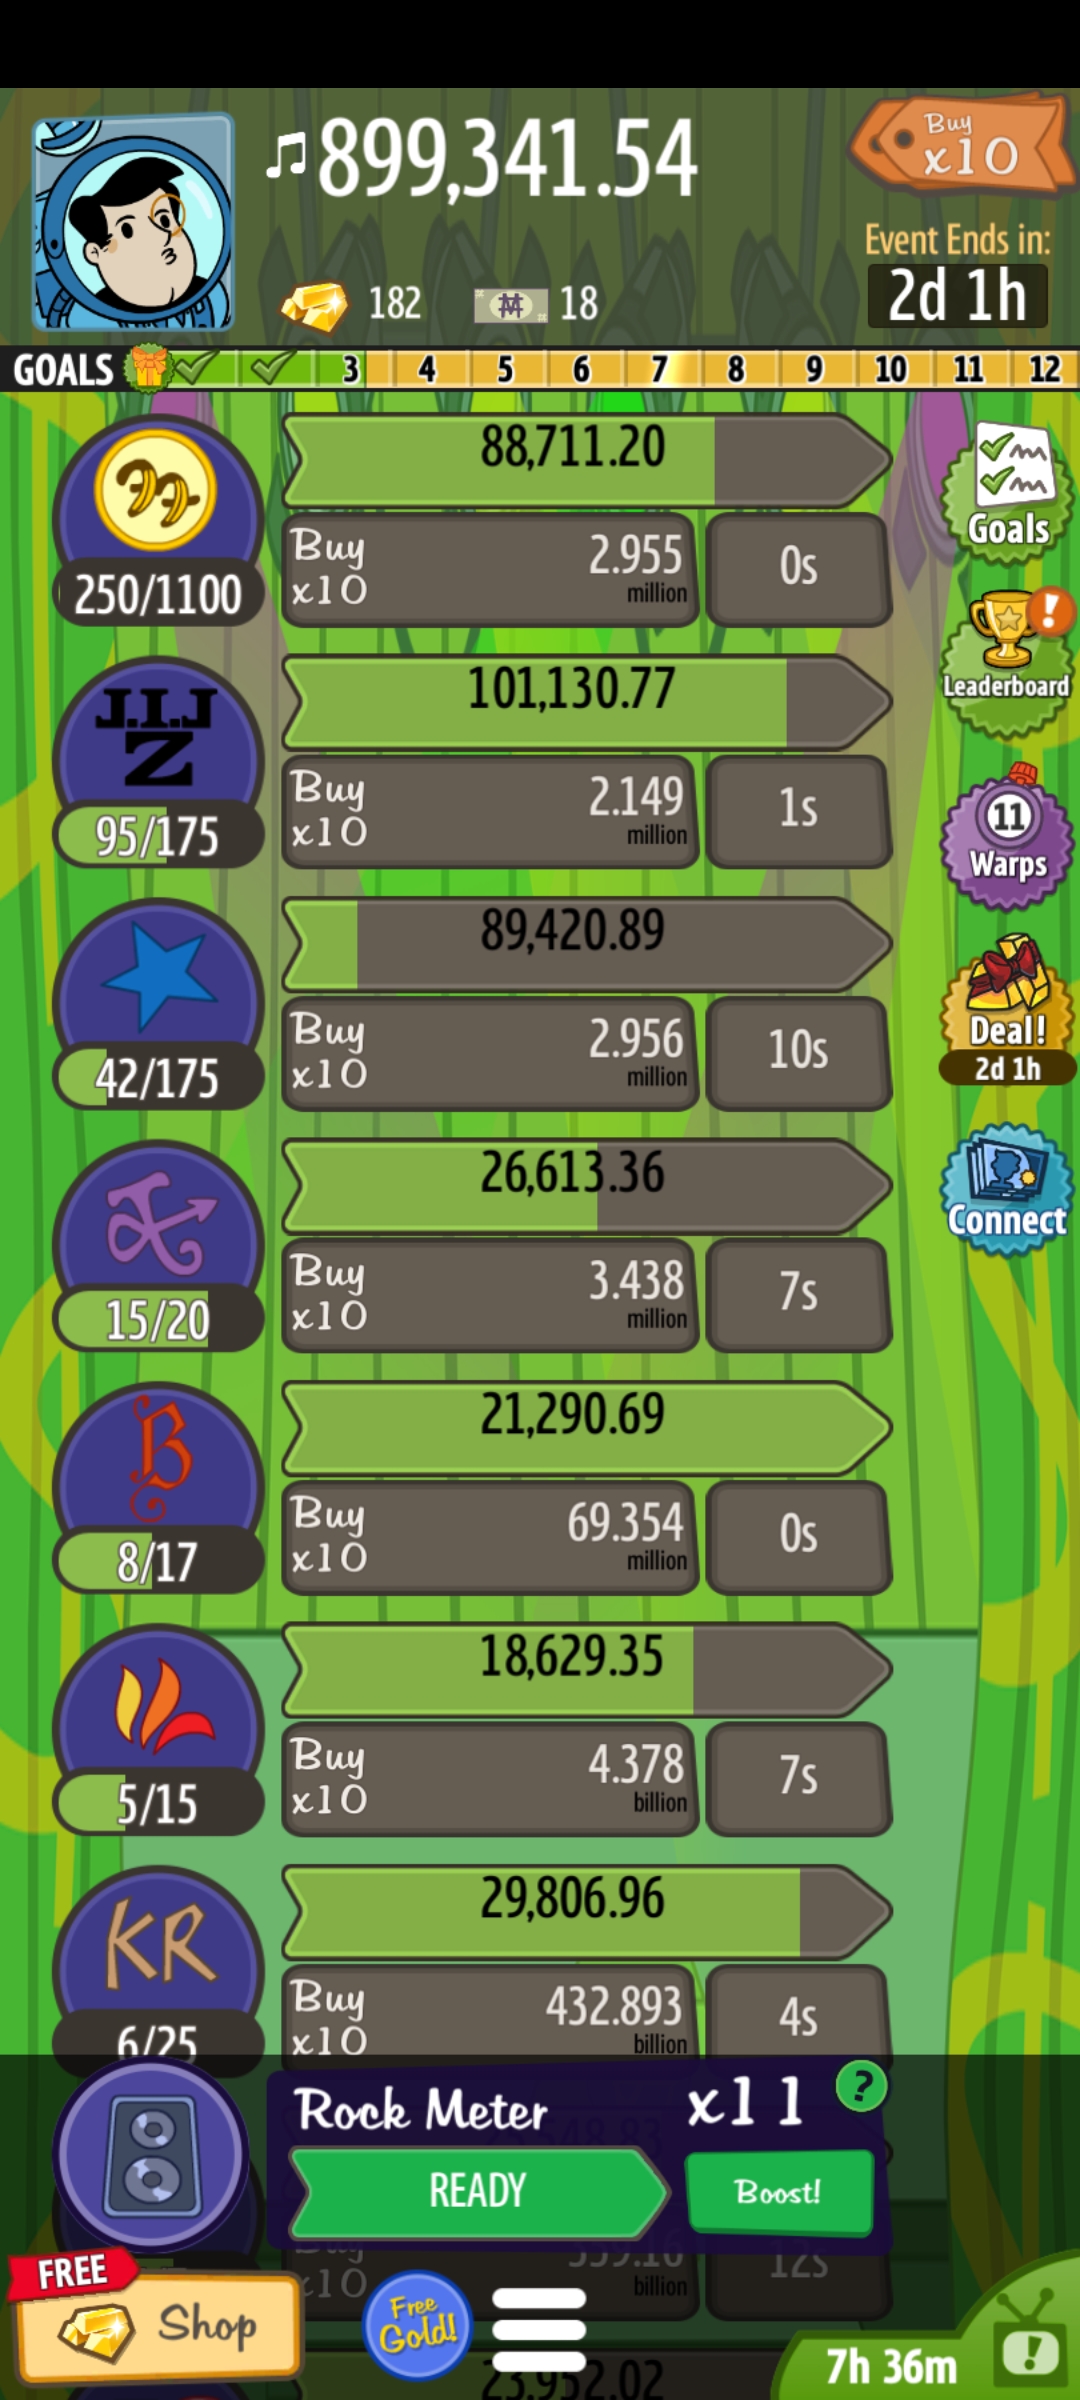 ♫899,341.54
Buy
x10
182
18
Event Ends in:
2d 1h
GOALS 3 4 5 6 7 8 9 10 11 12
88,711.20
Buy
x10
2.955
million
0s
250/1100
Goals
J.I.J
Z
101,130.77
Buy
x10
2.149
million
1s
95/175
Leaderboard
11
Warps
89,420.89
Buy
x10
2.956
million
10s
42/175
Deal!
2d 1h
26,613.36
Buy
x10
3.438
million
7s
15/20
Connect
B
21,290.69
Buy
x10
69.354
million
0s
8/17
18,629.35
Buy
x10
4.378
billion
7s
5/15
KR
29,806.96
Buy
x10
432.893
billion
4s
6/25
Rock Meter
x11
?
READY
Boost!
Buy
x10
559.16
billion
12s
FREE
Shop
Free
Gold!
7h 36m
23,952.02